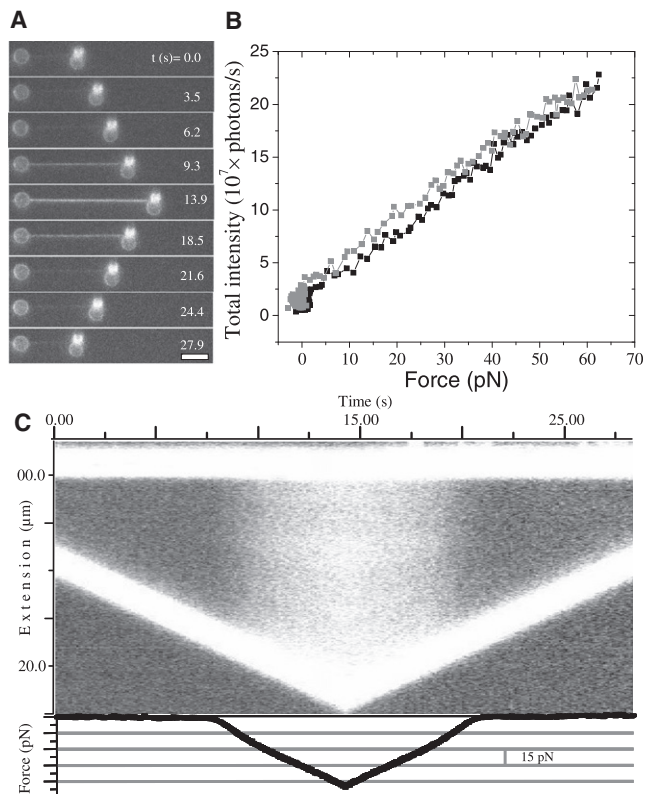 A
t (s)= 0.0
3.5
6.2
9.3
13.9
18.5
21.6
24.4
27.9
B
Total intensity (10⁷× photons/s)
25
20
15
10
5
0
0 10 20 30 40 50 60 70
Force (pN)
C
Time (s)
0.00 15.00 25.00
Extension (µm)
00.0
20.0
Force (pN)
15 pN